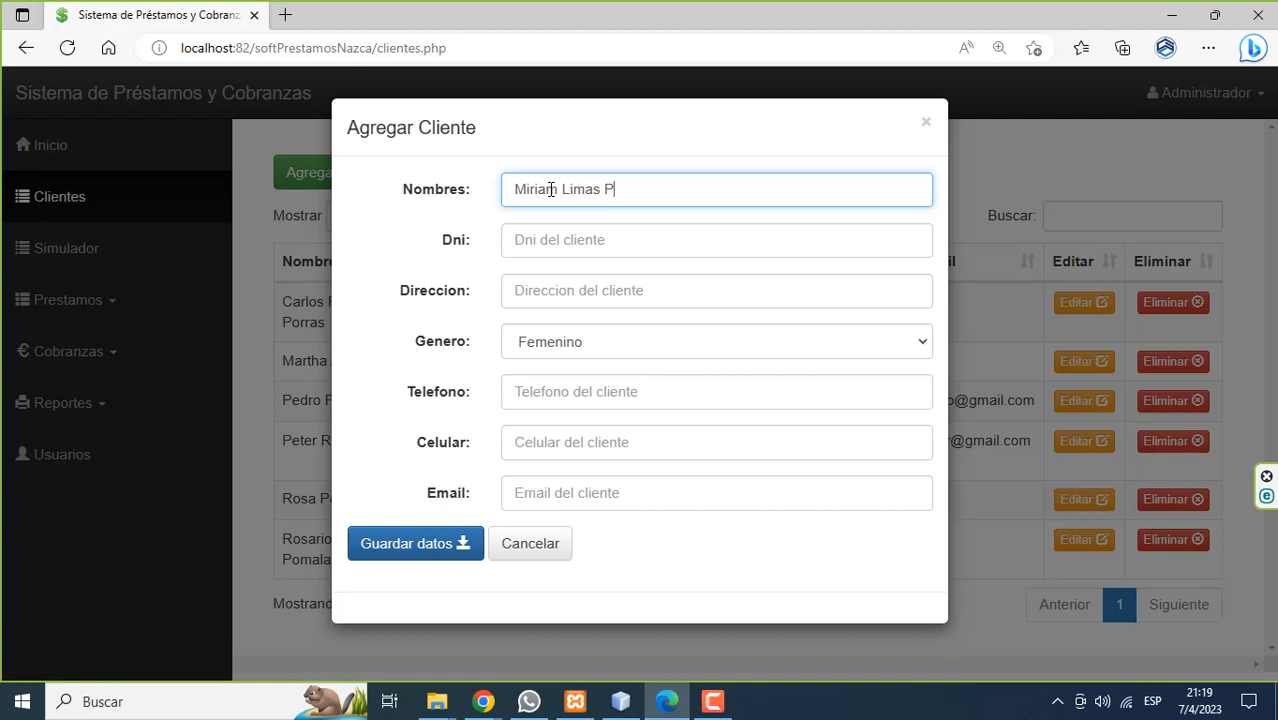 Sistema de Préstamos y Cobranz
localhost:82/softPrestamosNazca/clientes.php
Sistema de Préstamos y Cobranzas
Administrador
Inicio
Clientes
Simulador
Prestamos
Cobranzas
Reportes
Usuarios
Agrega
Mostrar
Buscar:
Nombre
il
Editar
Eliminar
Carlos
Porras
Editar
Eliminar
Martha
Editar
Eliminar
Pedro
o@gmail.com
Editar
Eliminar
Peter R
r@gmail.com
Editar
Eliminar
Rosa P
Editar
Eliminar
Rosario
Pomala
Editar
Eliminar
Mostrand
Anterior
1
Siguiente
Agregar Cliente
×
Nombres:
Miriam Limas P
Dni:
Dni del cliente
Direccion:
Direccion del cliente
Genero:
Femenino
Telefono:
Telefono del cliente
Celular:
Celular del cliente
Email:
Email del cliente
Guardar datos
Cancelar
Buscar
ESP
21:19
7/4/2023